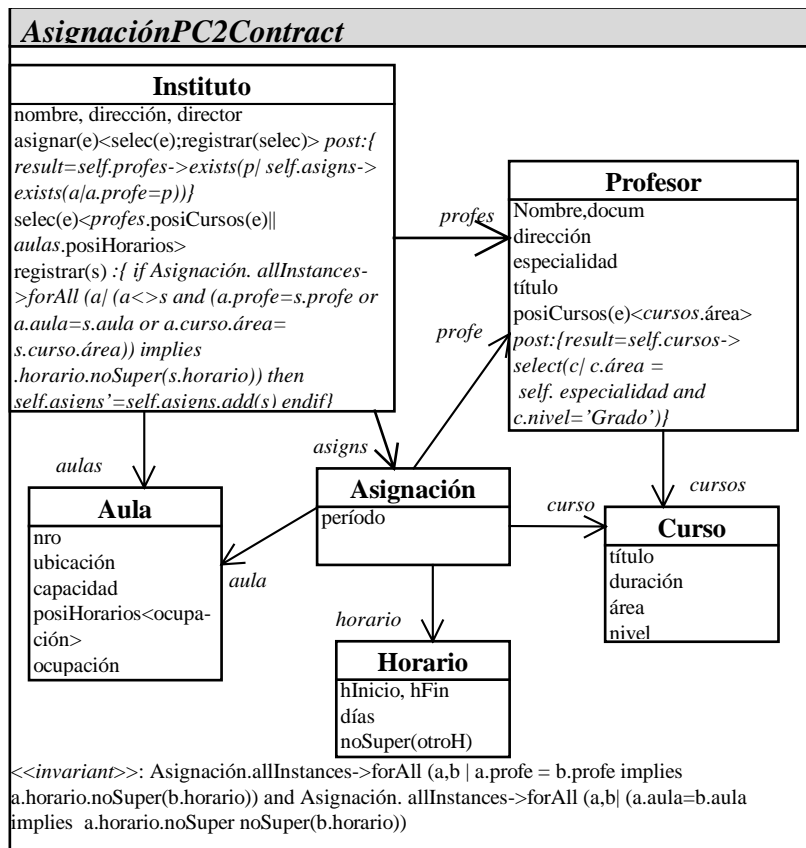 AsignaciónPC2Contract
Instituto
nombre, dirección, director
asignar(e)<selec(e);registrar(selec)> post:{
result=self.profes->exists(p| self.asigns->
exists(a|a.profe=p))}
selec(e)<profes.posiCursos(e)||
aulas.posiHorarios>
registrar(s) :{ if Asignación. allInstances-
>forAll (a| (a<>s and (a.profe=s.profe or
a.aula=s.aula or a.curso.área=
s.curso.área)) implies
.horario.noSuper(s.horario)) then
self.asigns’=self.asigns.add(s) endif}
profes
Profesor
Nombre,docum
dirección
especialidad
título
posiCursos(e)<cursos.área>
post:{result=self.cursos->
select(c| c.área =
self. especialidad and
c.nivel=’Grado’)}
profe
aulas
asigns
cursos
Aula
nro
ubicación
capacidad
posiHorarios<ocupa-
ción>
ocupación
aula
Asignación
período
curso
Curso
título
duración
área
nivel
horario
Horario
hInicio, hFin
días
noSuper(otroH)
<<invariant>>: Asignación.allInstances->forAll (a,b | a.profe = b.profe implies
a.horario.noSuper(b.horario)) and Asignación. allInstances->forAll (a,b| (a.aula=b.aula
implies a.horario.noSuper noSuper(b.horario))